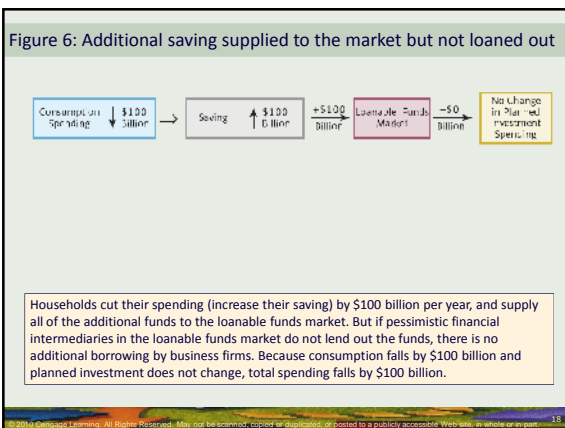 Figure 6: Additional saving supplied to the market but not loaned out
Consumption Spending ↓ $100 Billion
Saving ↑ $100 Billion
+$100 Billion
Loanable Funds Market
–$0 Billion
No Change
in Planned
Investment
Spending
Households cut their spending (increase their saving) by $100 billion per year, and supply
all of the additional funds to the loanable funds market. But if pessimistic financial
intermediaries in the loanable funds market do not lend out the funds, there is no
additional borrowing by business firms. Because consumption falls by $100 billion and
planned investment does not change, total spending falls by $100 billion.
© 2010 Cengage Learning. All Rights Reserved. May not be scanned, copied or duplicated, or posted to a publicly accessible Web site, in whole or in part.
18